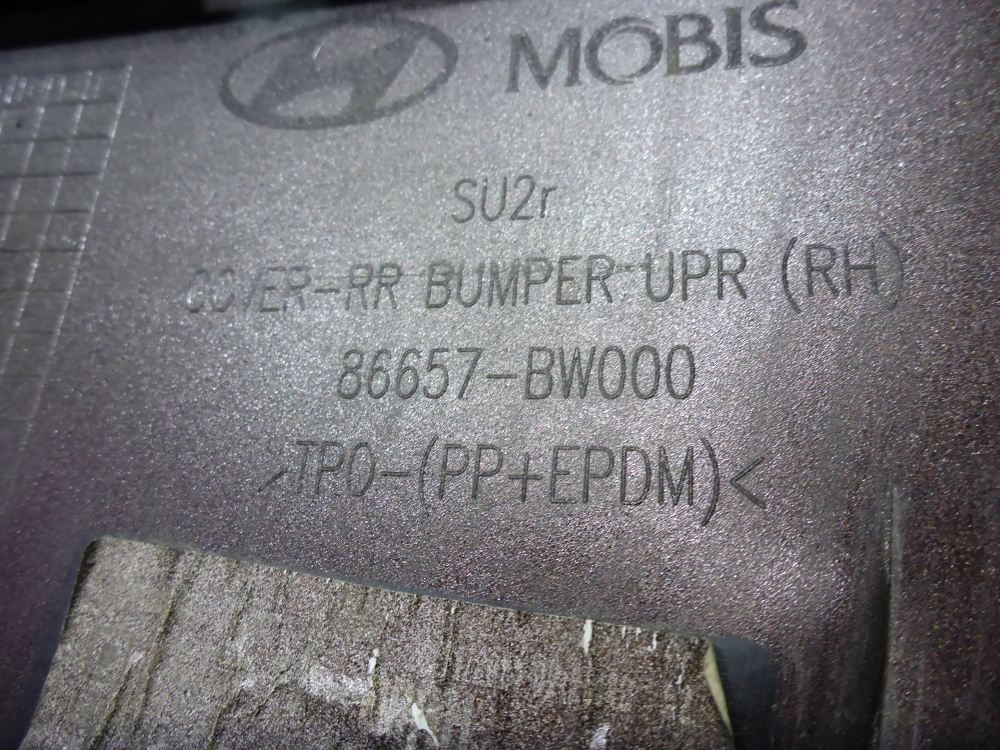 MOBIS
SU2r
COVER-RR BUMPER UPR (RH)
86657-BW000
>TPO-(PP+EPDM)<